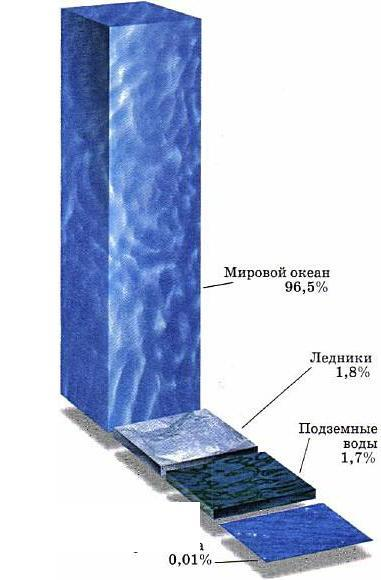 Мировой океан
96,5%
Ледники
1,8%
Подземные
воды
1,7%
а
0,01%